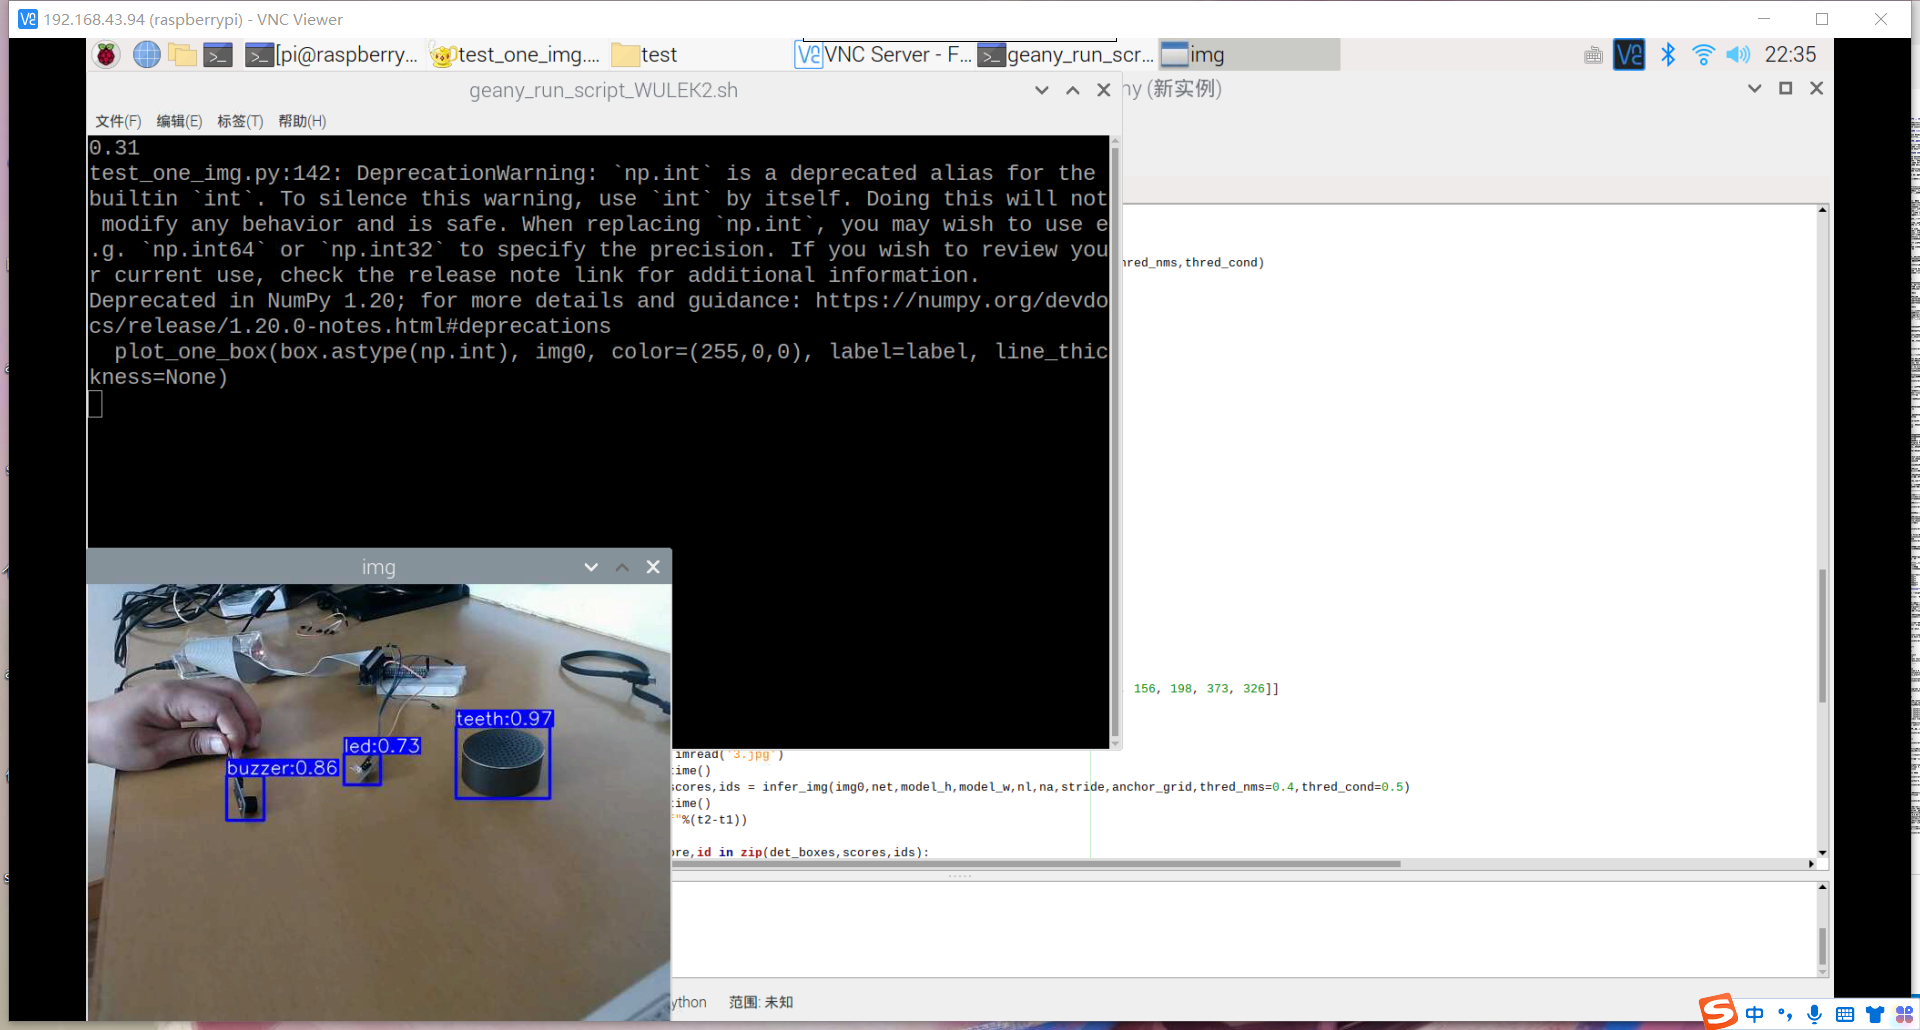 192.168.43.94 (raspberrypi) - VNC Viewer
[pi@raspberry... test_one_img.... test VNC Server - F... geany_run_scr... img 22:35
geany_run_script_WULEK2.sh
ny (新实例)
文件(F) 编辑(E) 标签(T) 帮助(H)
0.31
test_one_img.py:142: DeprecationWarning: `np.int` is a deprecated alias for the
builtin `int`. To silence this warning, use `int` by itself. Doing this will not
modify any behavior and is safe. When replacing `np.int`, you may wish to use e
.g. `np.int64` or `np.int32` to specify the precision. If you wish to review you
r current use, check the release note link for additional information.
Deprecated in NumPy 1.20; for more details and guidance: https://numpy.org/devdo
cs/release/1.20.0-notes.html#deprecations
plot_one_box(box.astype(np.int), img0, color=(255,0,0), label=label, line_thic
kness=None)
hred_nms,thred_cond)
, 156, 198, 373, 326]]
imread('3.jpg')
time()
scores,ids = infer_img(img0,net,model_h,model_w,nl,na,stride,anchor_grid,thred_nms=0.4,thred_cond=0.5)
time()
"%(t2-t1))
ore,id in zip(det_boxes,scores,ids):
img
teeth:0.97
led:0.73
buzzer:0.86
ython 范围: 未知
中